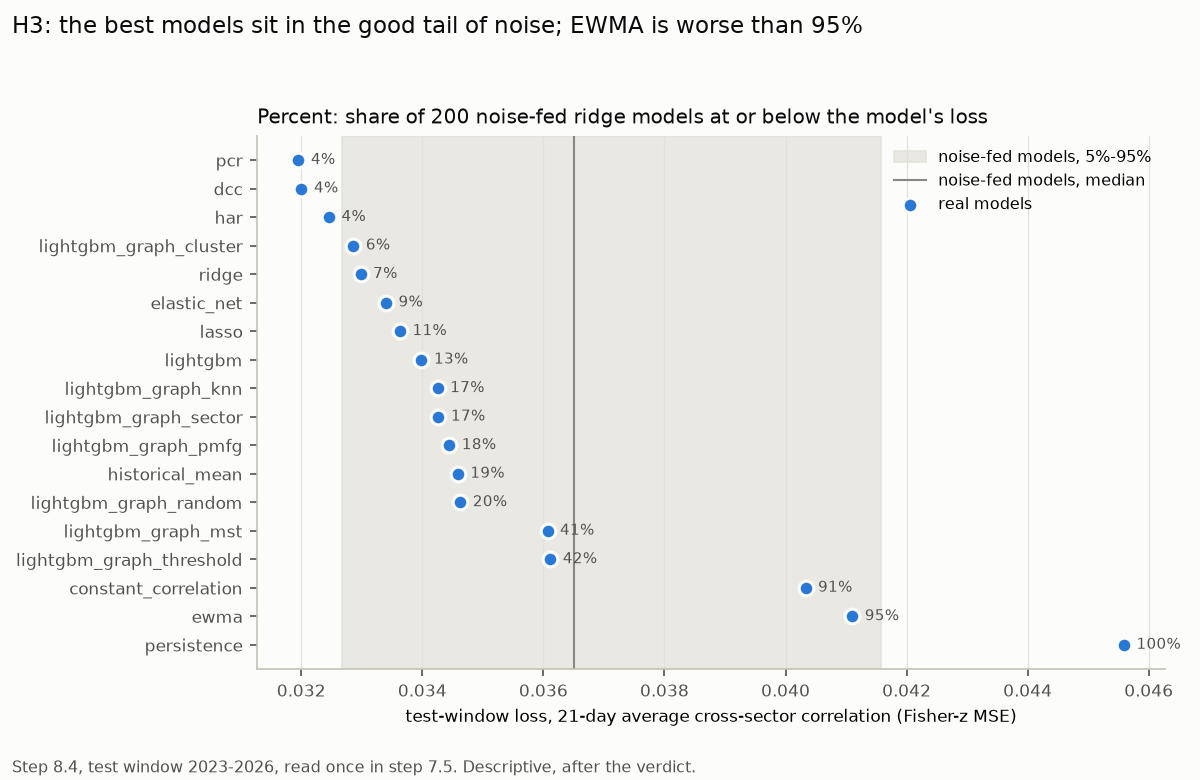 H3: the best models sit in the good tail of noise; EWMA is worse than 95%
Percent: share of 200 noise-fed ridge models at or below the model's loss
noise-fed models, 5%-95%
noise-fed models, median
real models
pcr 4%
dcc 4%
har 4%
lightgbm_graph_cluster 6%
ridge 7%
elastic_net 9%
lasso 11%
lightgbm 13%
lightgbm_graph_knn 17%
lightgbm_graph_sector 17%
lightgbm_graph_pmfg 18%
historical_mean 19%
lightgbm_graph_random 20%
lightgbm_graph_mst 41%
lightgbm_graph_threshold 42%
constant_correlation 91%
ewma 95%
persistence 100%
0.032 0.034 0.036 0.038 0.040 0.042 0.044 0.046
test-window loss, 21-day average cross-sector correlation (Fisher-z MSE)
Step 8.4, test window 2023-2026, read once in step 7.5. Descriptive, after the verdict.